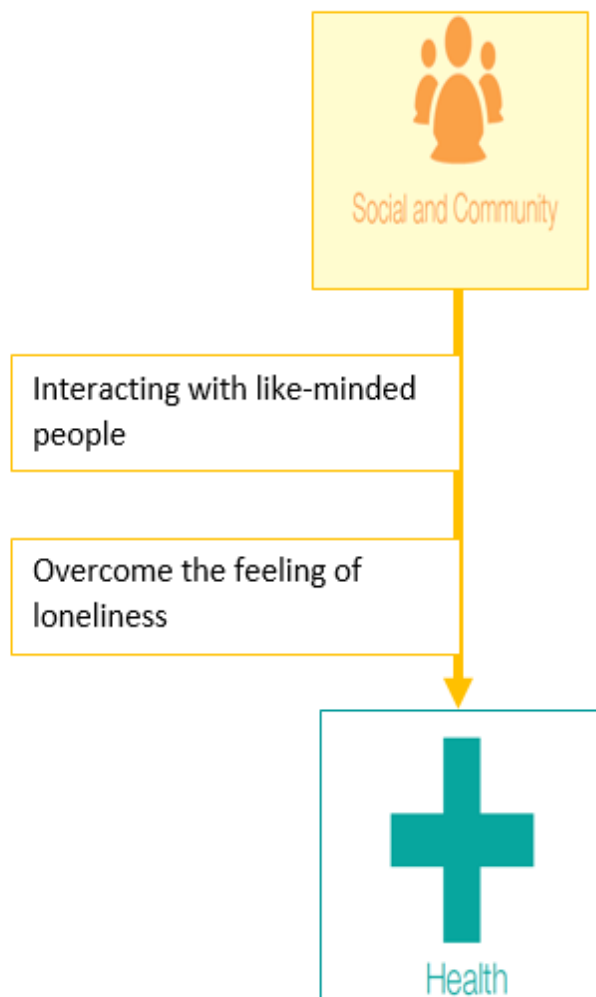 Social and Community
Interacting with like-minded
people
Overcome the feeling of
loneliness
Health